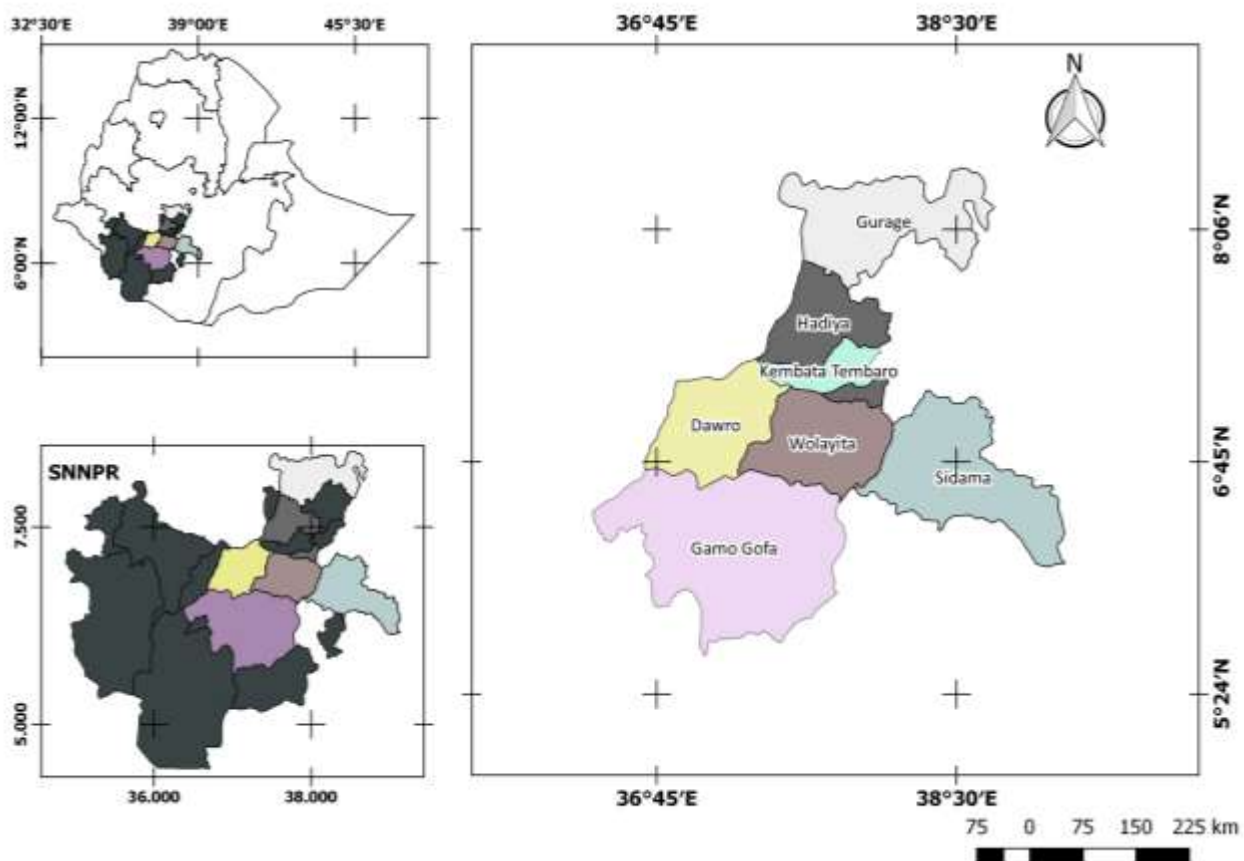 32°30′E 39°00′E 45°30′E
12°00′N
6°00′N
SNNPR
7.500
5.000
36.000 38.000
36°45′E 38°30′E
N
8°06′N
6°45′N
5°24′N
Gurage
Hadiya
Kembata Tembaro
Dawro
Wolayita
Sidama
Gamo Gofa
36°45′E 38°30′E
75 0 75 150 225 km